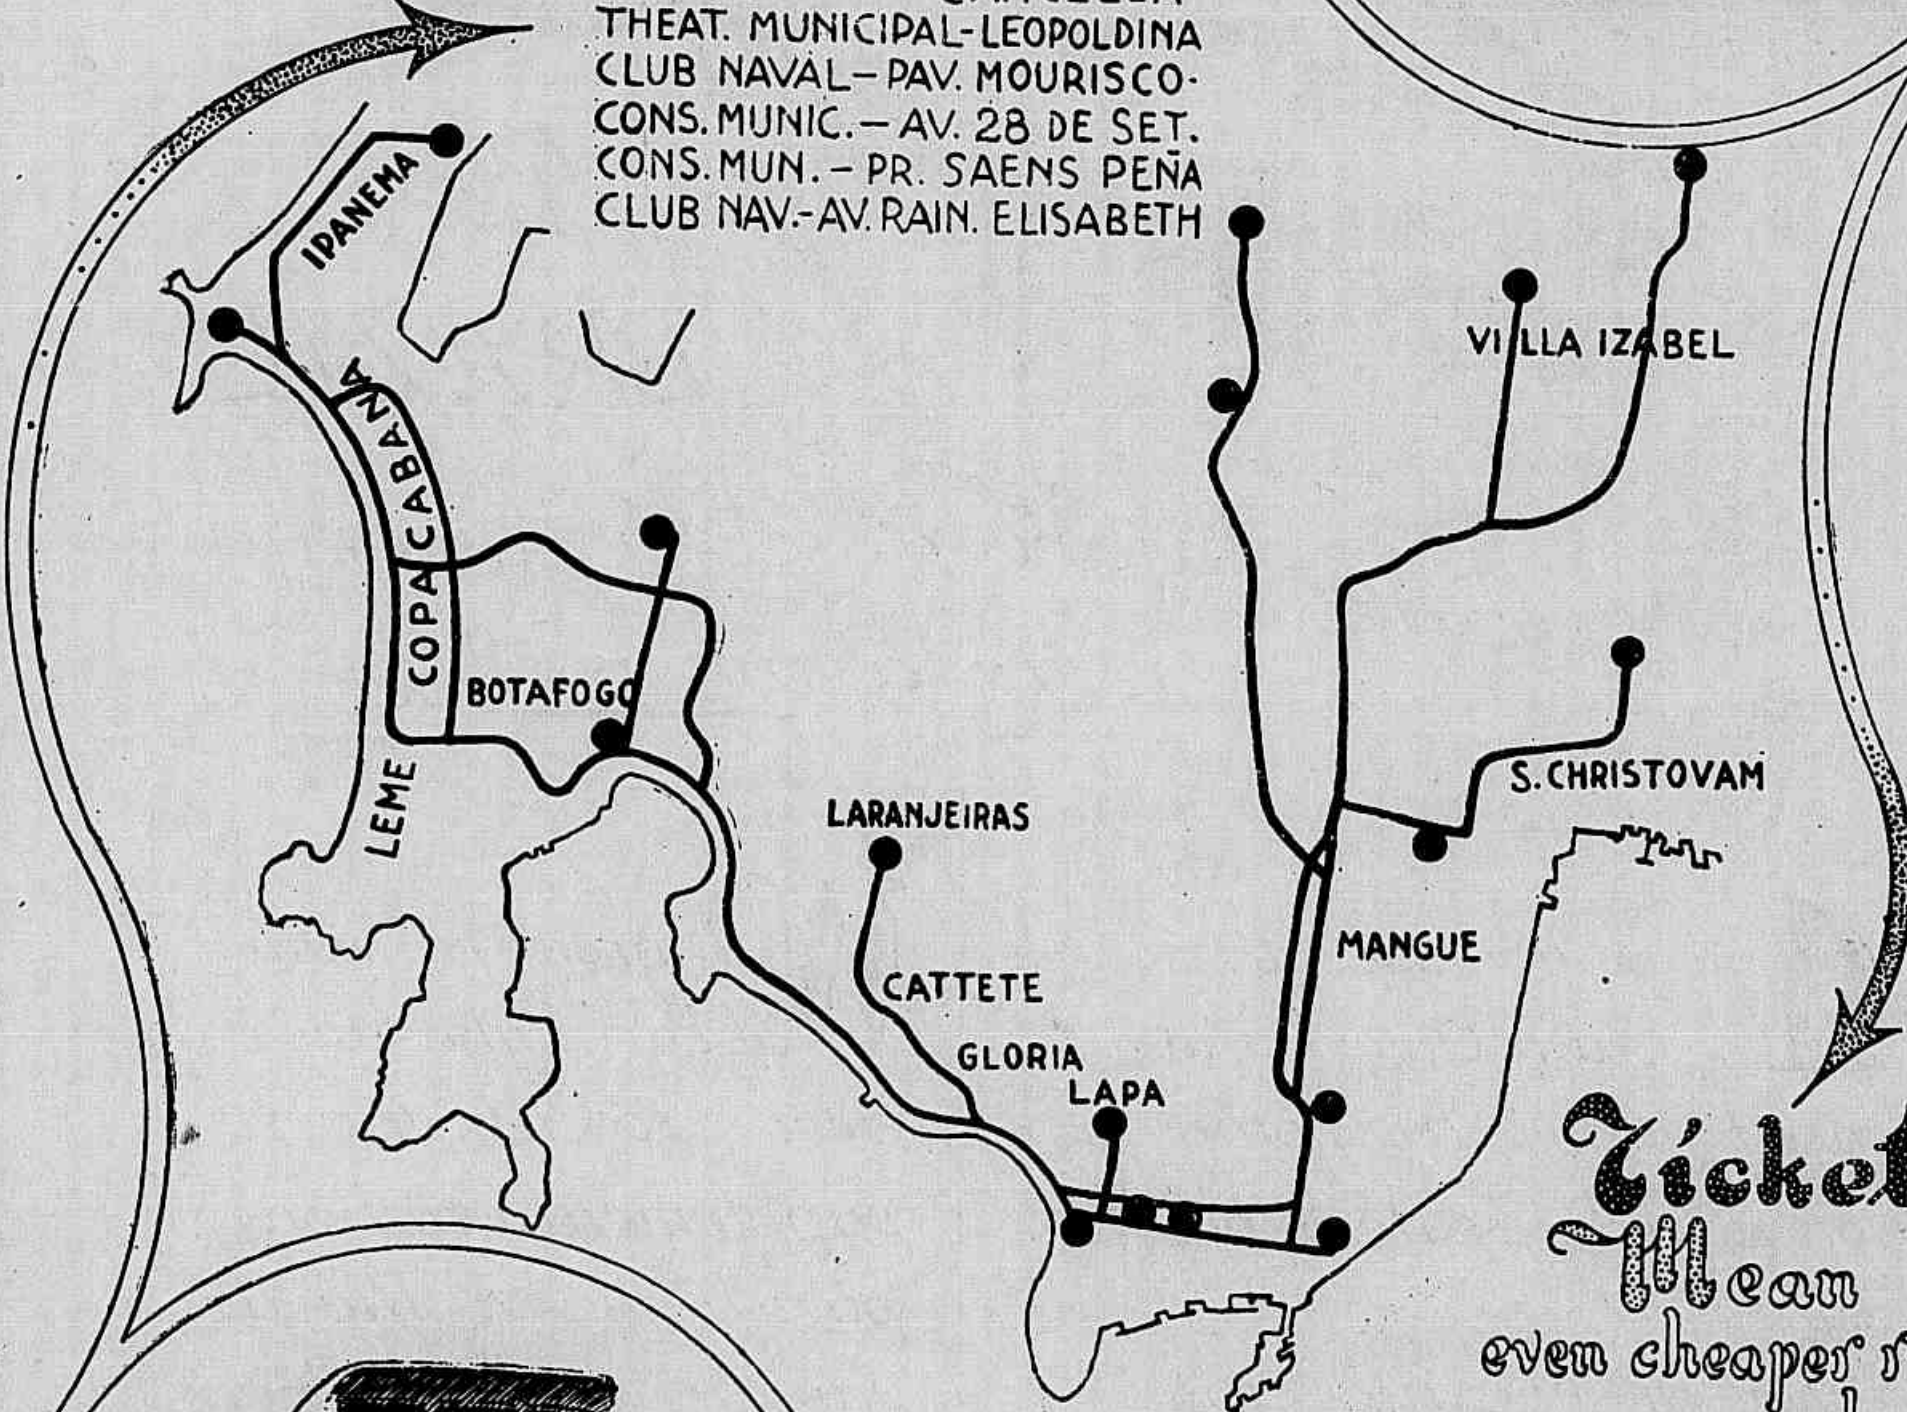 THEAT. MUNICIPAL-LEOPOLDINA
CLUB NAVAL-PAV. MOURISCO.
CONS. MUNIC.-AV. 28 DE SET.
CONS. MUN.-PR. SAENS PEÑA
CLUB NAV.-AV. RAIN. ELISABETH
IPANEMA
VILLA IZABEL
COPACABANA
BOTAFOGO
LEME
S. CHRISTOVAM
LARANJEIRAS
MANGUE
CATTETE
GLORIA
LAPA
Ticket
Mean
even cheaper